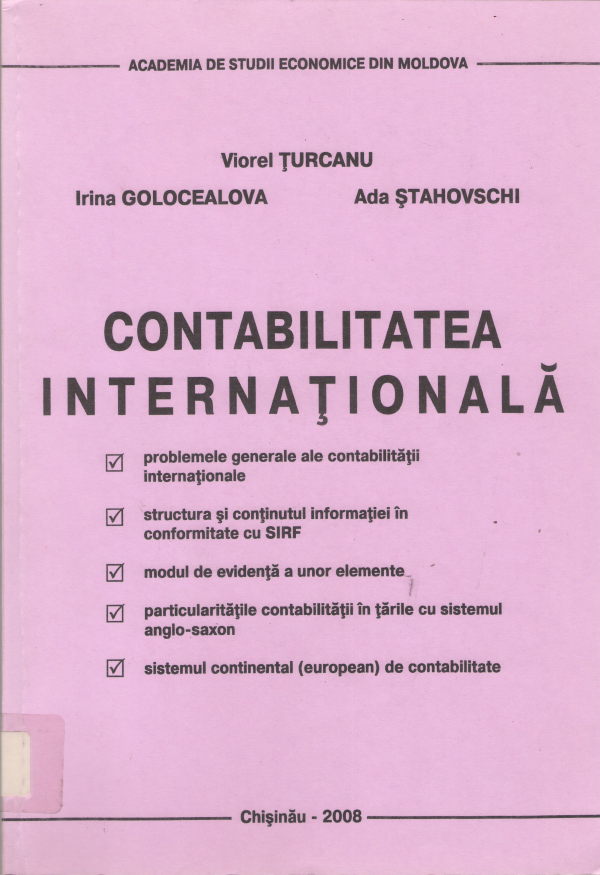 ACADEMIA DE STUDII ECONOMICE DIN MOLDOVA
Viorel ŢURCANU
Irina GOLOCEALOVA Ada ŞTAHOVSCHI
CONTABILITATEA
INTERNAŢIONALĂ
problemele generale ale contabilităţii
internaţionale
structura şi conţinutul informaţiei în
conformitate cu SIRF
modul de evidenţă a unor elemente
particularităţile contabilităţii în ţările cu sistemul
anglo-saxon
sistemul continental (european) de contabilitate
Chişinău - 2008